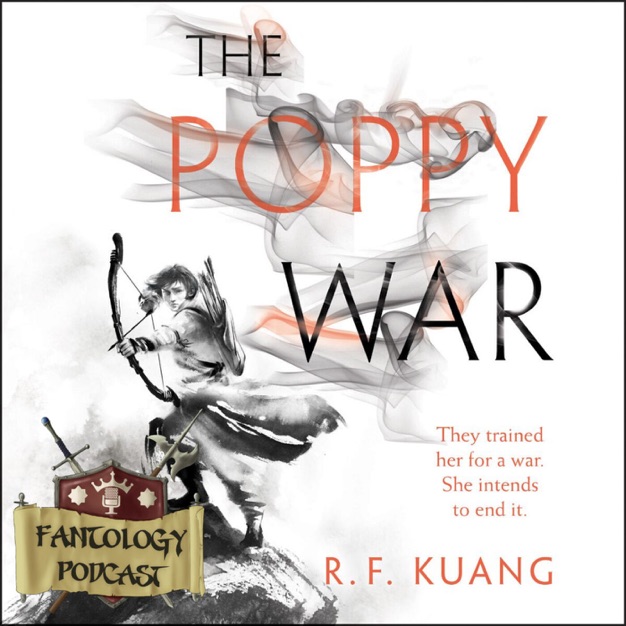 THE
POPPY
WAR
They trained
her for a war.
She intends
to end it.
FANTOLOGY
PODCAST
R. F. KUANG